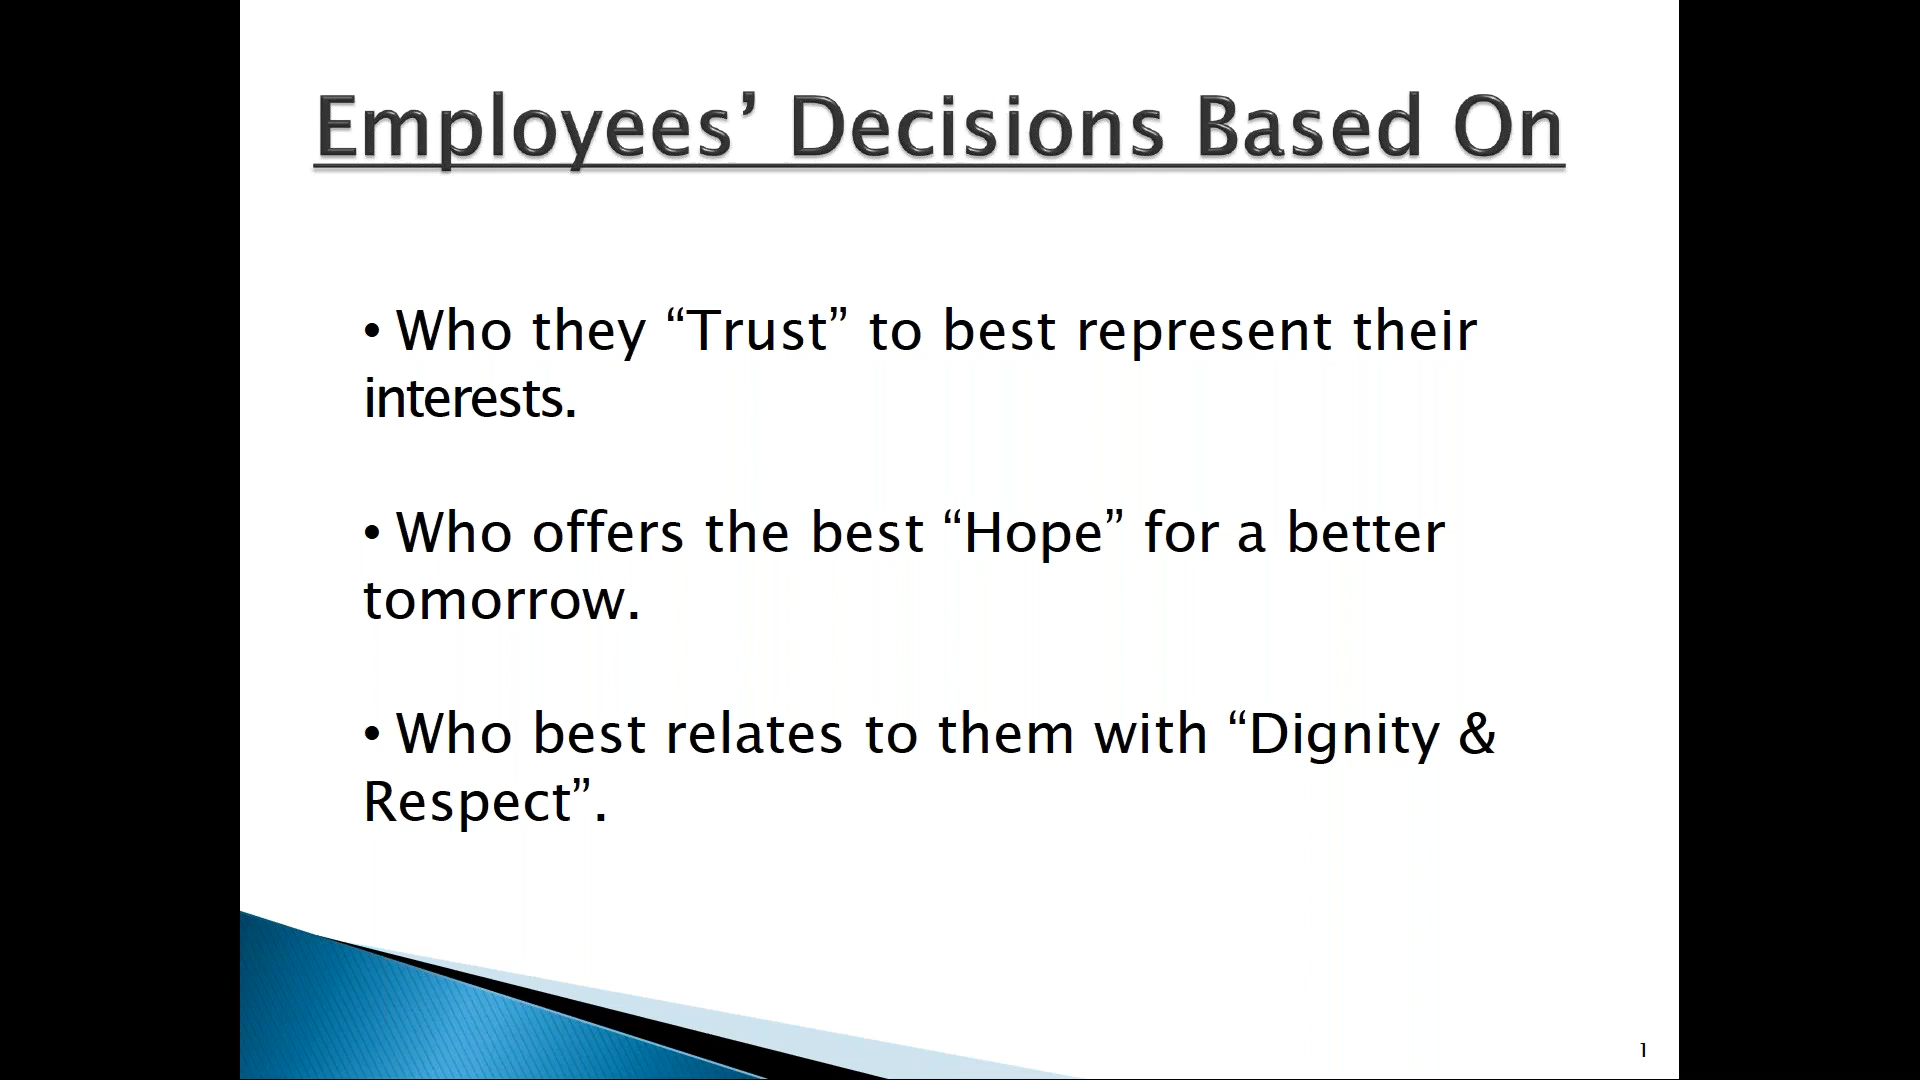 Employees’ Decisions Based On
• Who they “Trust” to best represent their
interests.
• Who offers the best “Hope” for a better
tomorrow.
• Who best relates to them with “Dignity &
Respect”.
1